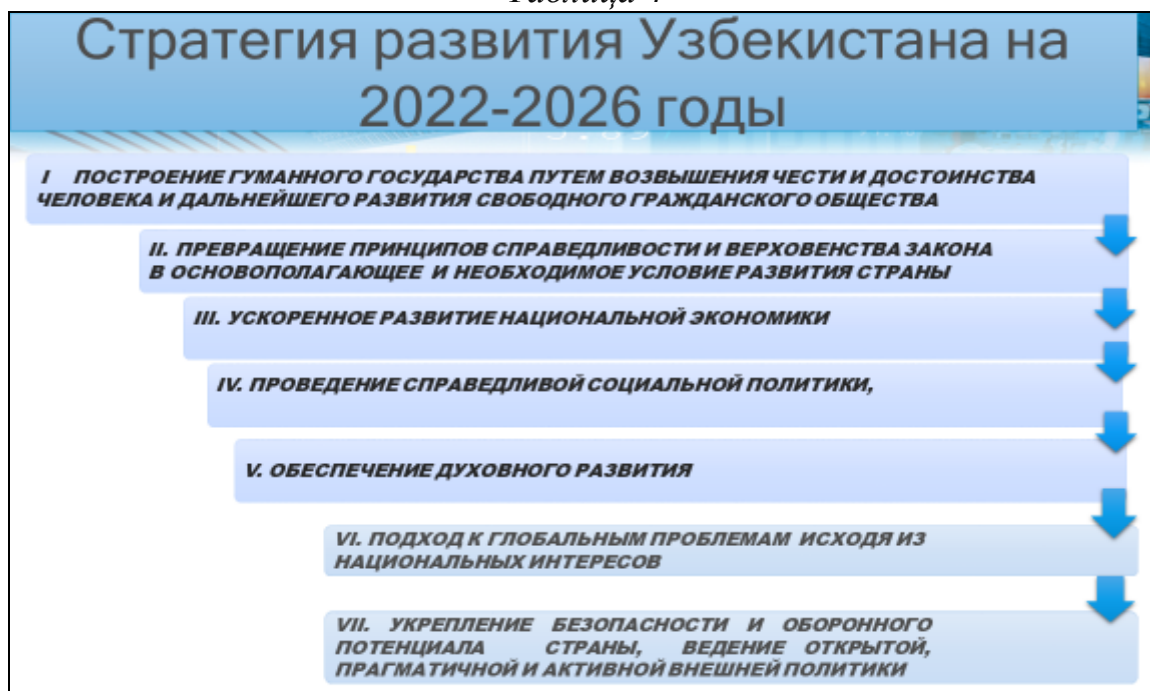 Стратегия развития Узбекистана на
2022-2026 годы
I ПОСТРОЕНИЕ ГУМАННОГО ГОСУДАРСТВА ПУТЕМ ВОЗВЫШЕНИЯ ЧЕСТИ И ДОСТОИНСТВА
ЧЕЛОВЕКА И ДАЛЬНЕЙШЕГО РАЗВИТИЯ СВОБОДНОГО ГРАЖДАНСКОГО ОБЩЕСТВА
II. ПРЕВРАЩЕНИЕ ПРИНЦИПОВ СПРАВЕДЛИВОСТИ И ВЕРХОВЕНСТВА ЗАКОНА
В ОСНОВОПОЛАГАЮЩЕЕ И НЕОБХОДИМОЕ УСЛОВИЕ РАЗВИТИЯ СТРАНЫ
III. УСКОРЕННОЕ РАЗВИТИЕ НАЦИОНАЛЬНОЙ ЭКОНОМИКИ
IV. ПРОВЕДЕНИЕ СПРАВЕДЛИВОЙ СОЦИАЛЬНОЙ ПОЛИТИКИ,
V. ОБЕСПЕЧЕНИЕ ДУХОВНОГО РАЗВИТИЯ
VI. ПОДХОД К ГЛОБАЛЬНЫМ ПРОБЛЕМАМ ИСХОДЯ ИЗ
НАЦИОНАЛЬНЫХ ИНТЕРЕСОВ
VII. УКРЕПЛЕНИЕ БЕЗОПАСНОСТИ И ОБОРОННОГО
ПОТЕНЦИАЛА СТРАНЫ, ВЕДЕНИЕ ОТКРЫТОЙ,
ПРАГМАТИЧНОЙ И АКТИВНОЙ ВНЕШНЕЙ ПОЛИТИКИ